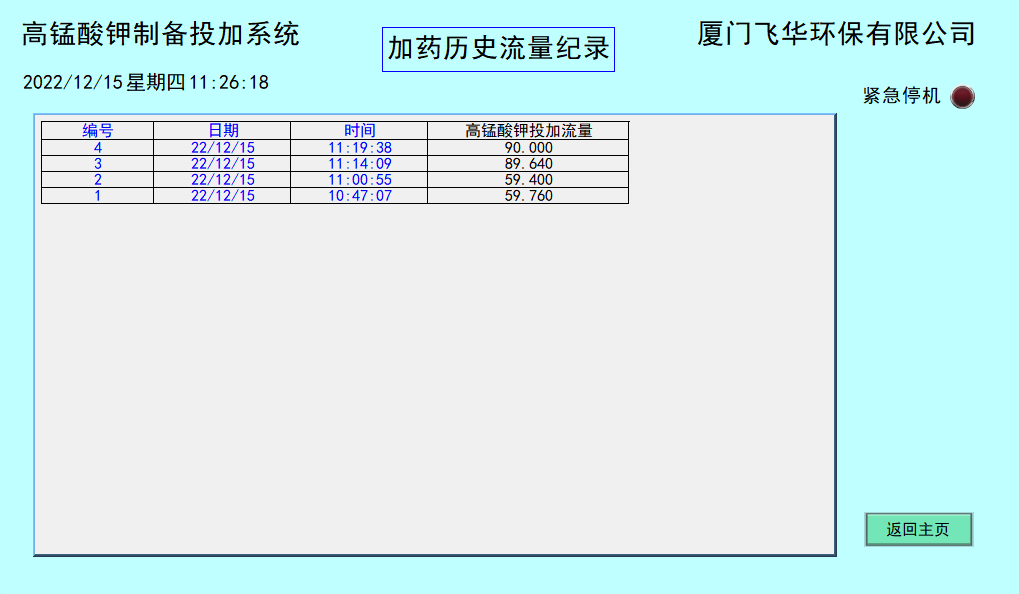 高锰酸钾制备投加系统
加药历史流量纪录
厦门飞华环保有限公司
2022/12/15 星期四 11:26:18
紧急停机
编号 日期 时间 高锰酸钾投加流量
4 22/12/15 11:19:38 90.000
3 22/12/15 11:14:09 89.640
2 22/12/15 11:00:55 59.400
1 22/12/15 10:47:07 59.760
返回主页